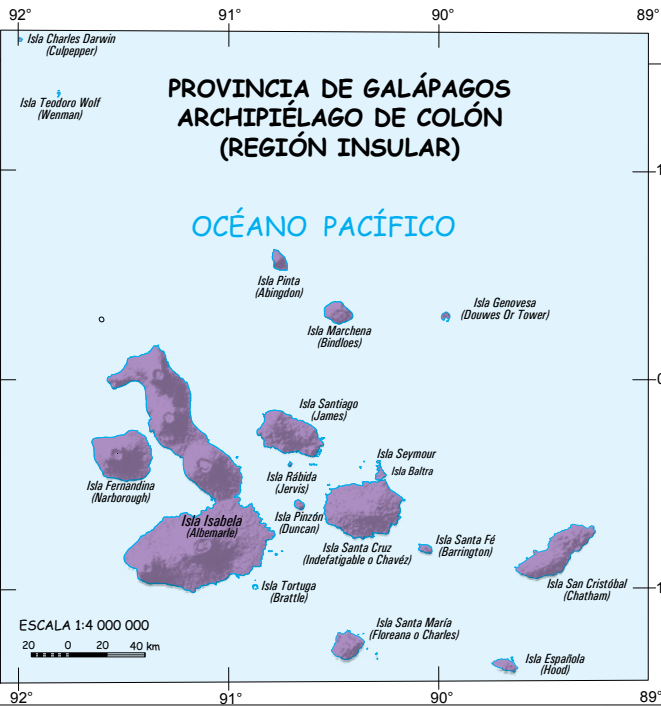 92°
91°
90°
89°
Isla Charles Darwin
(Culpepper)
Isla Teodoro Wolf
(Wenman)
PROVINCIA DE GALÁPAGOS
ARCHIPIÉLAGO DE COLÓN
(REGIÓN INSULAR)
1
OCÉANO PACÍFICO
Isla Pinta
(Abingdon)
Isla Genovesa
(Douwes Or Tower)
Isla Marchena
(Bindloes)
0
Isla Santiago
(James)
Isla Seymour
Isla Baltra
Isla Rábida
(Jervis)
Isla Fernandina
(Narborough)
Isla Isabela
(Albemarle)
Isla Pinzón
(Duncan)
Isla Santa Cruz
(Indefatigable o Chavéz)
Isla Santa Fé
(Barrington)
Isla San Cristóbal
(Chatham)
Isla Tortuga
(Brattle)
1
ESCALA 1:4 000 000
20 0 20 40 km
Isla Santa María
(Floreana o Charles)
Isla Española
(Hood)
92°
91°
90°
89°